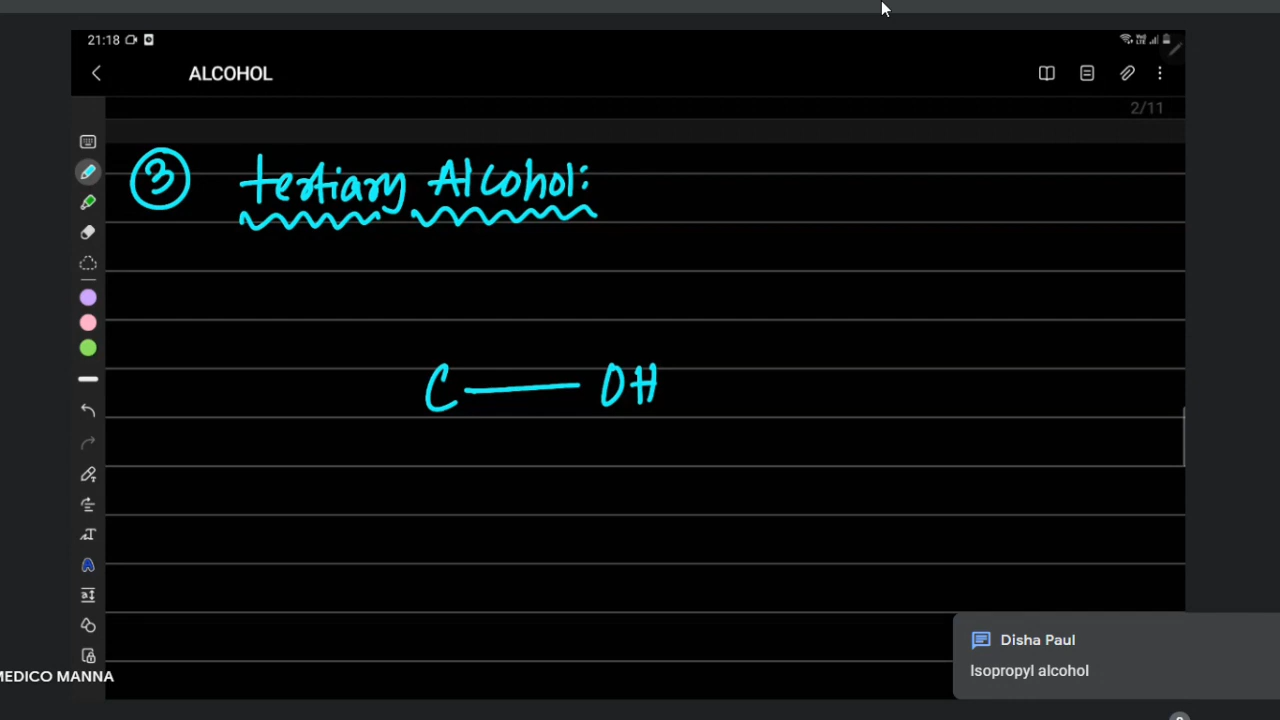 21:18
ALCOHOL
2/11
3 tertiary Alcohol:
C — OH
Disha Paul
Isopropyl alcohol
MEDICO MANNA